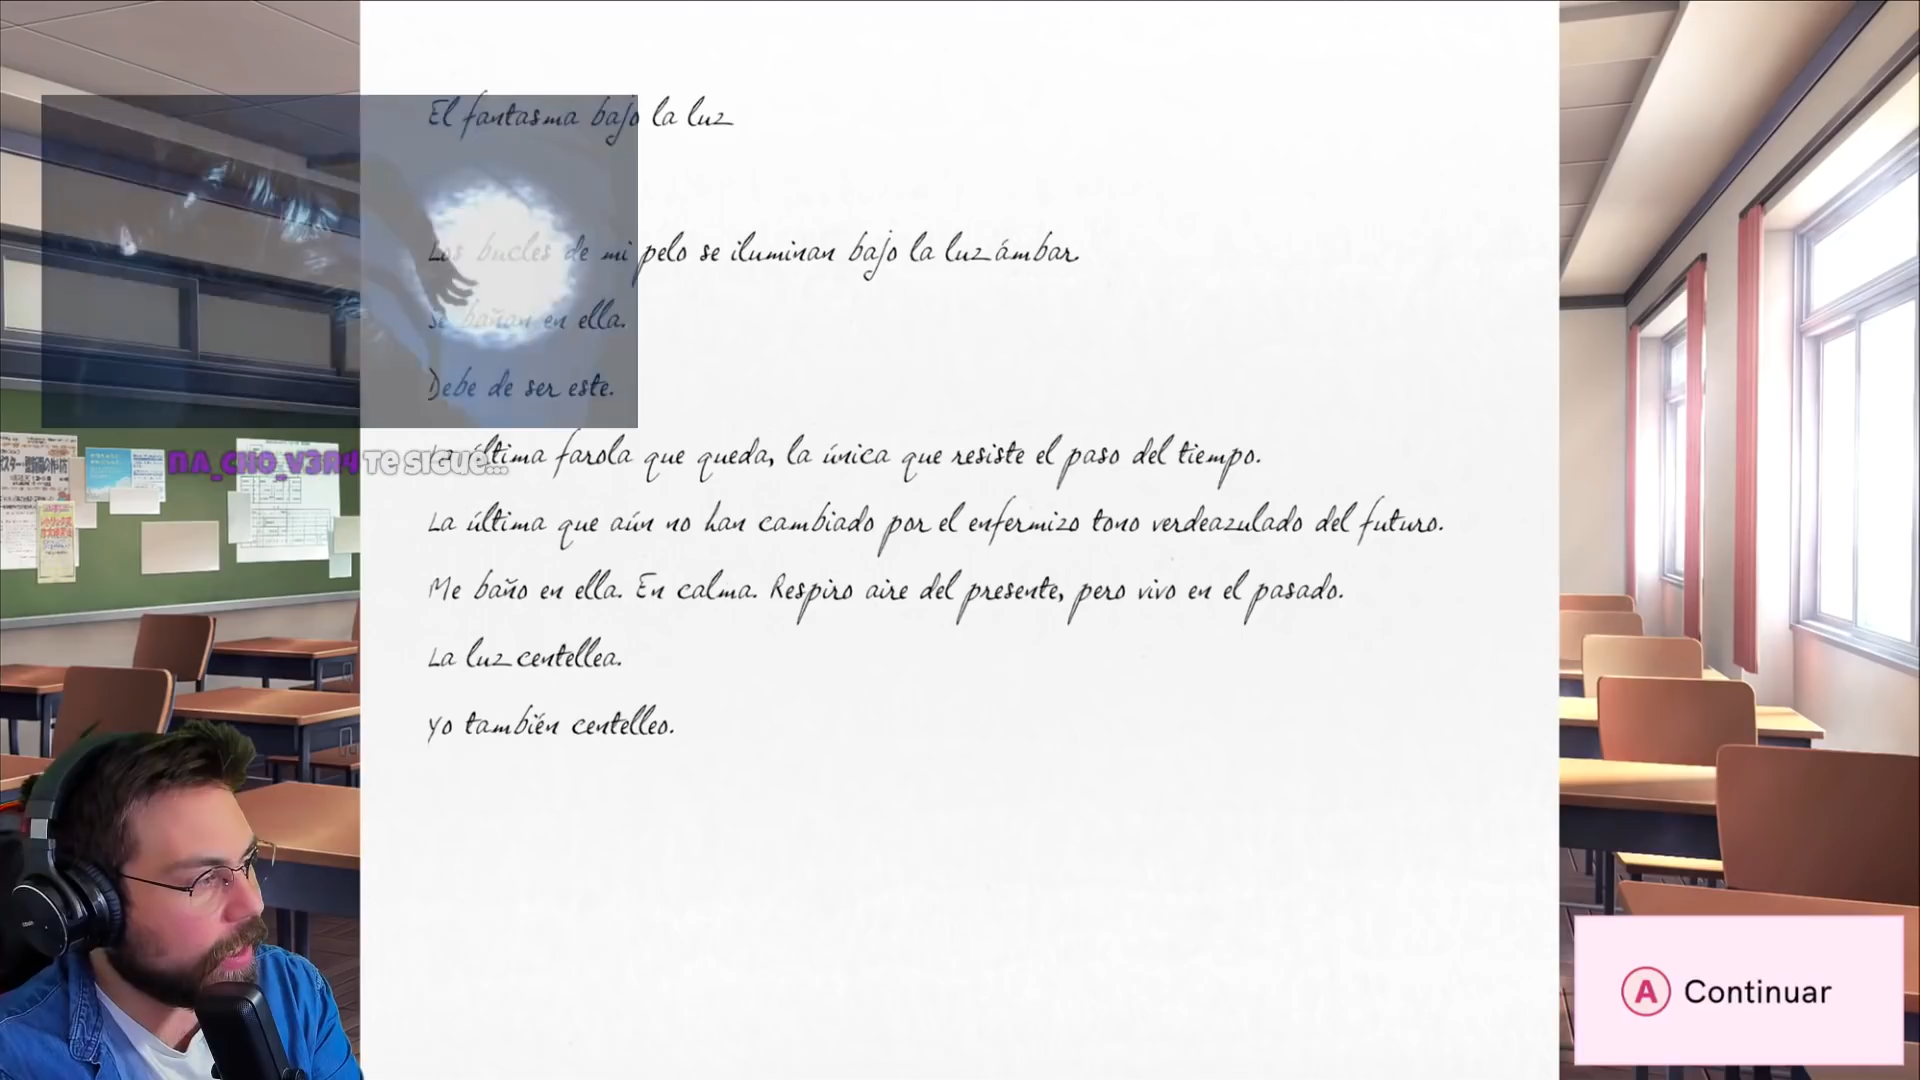 El fantasma bajo la luz
Los bucles de mi pelo se iluminan bajo la luz ámbar.
Se bañan en ella.
Debe de ser este.
La última farola que queda, la única que resiste el paso del tiempo.
NA_CHO_V3R4 TE SIGUE...
La última que aún no han cambiado por el enfermizo tono verdeazulado del futuro.
Me baño en ella. En calma. Respiro aire del presente, pero vivo en el pasado.
La luz centellea.
Yo también centelleo.
A Continuar